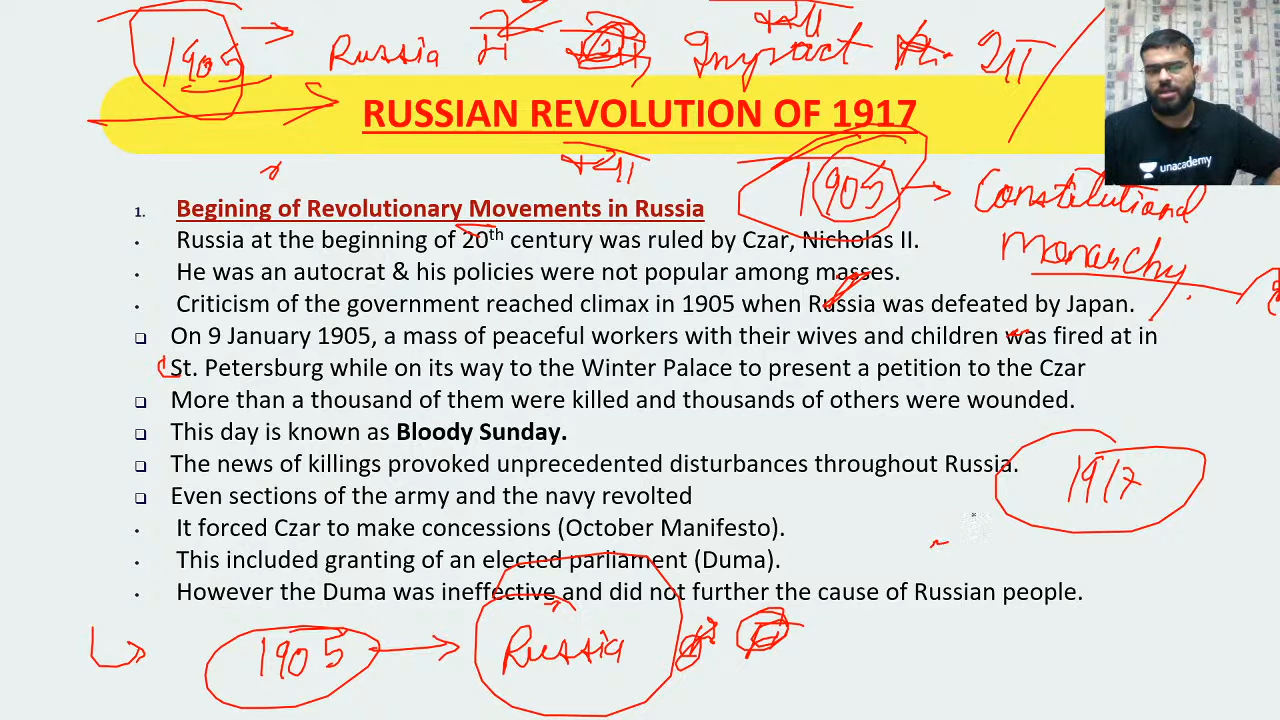 1905 Russia Impact
RUSSIAN REVOLUTION OF 1917
unacademy
1905
Constitutional
Monarchy
1. Begining of Revolutionary Movements in Russia
• Russia at the beginning of 20th century was ruled by Czar, Nicholas II.
• He was an autocrat & his policies were not popular among masses.
• Criticism of the government reached climax in 1905 when Russia was defeated by Japan.
❑ On 9 January 1905, a mass of peaceful workers with their wives and children was fired at in
St. Petersburg while on its way to the Winter Palace to present a petition to the Czar
❑ More than a thousand of them were killed and thousands of others were wounded.
❑ This day is known as Bloody Sunday.
❑ The news of killings provoked unprecedented disturbances throughout Russia.
1917
❑ Even sections of the army and the navy revolted
• It forced Czar to make concessions (October Manifesto).
• This included granting of an elected parliament (Duma).
• However the Duma was ineffective and did not further the cause of Russian people.
1905 Russia